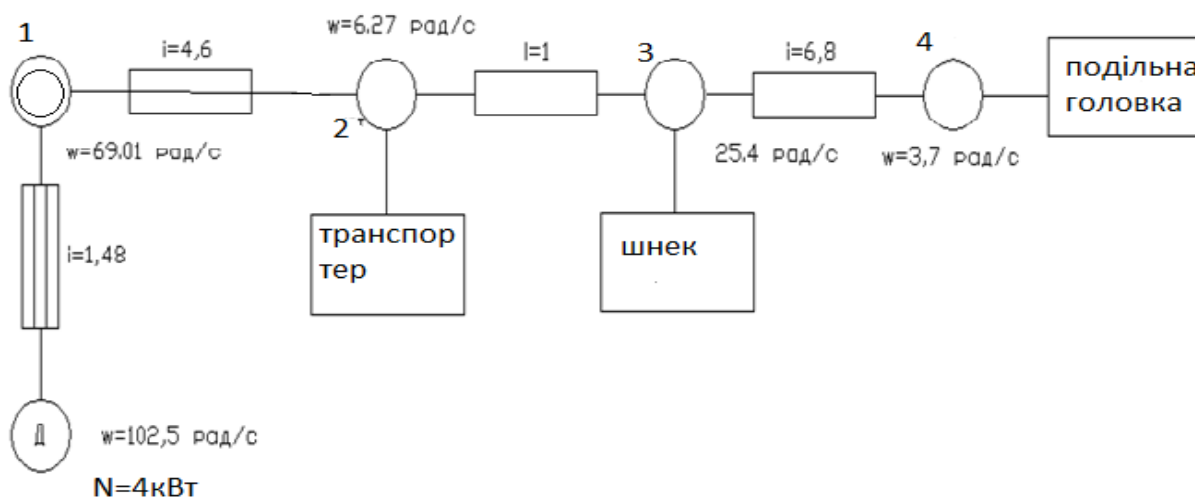 1
i=4,6
w=6.27 рад/с
I=1
3
i=6,8
4
подільна
головка
2 т
w=69.01 рад/с
25.4 рад/с
w=3,7 рад/с
i=1,48
транспор
тер
шнек
Д
w=102,5 рад/с
N=4кВт